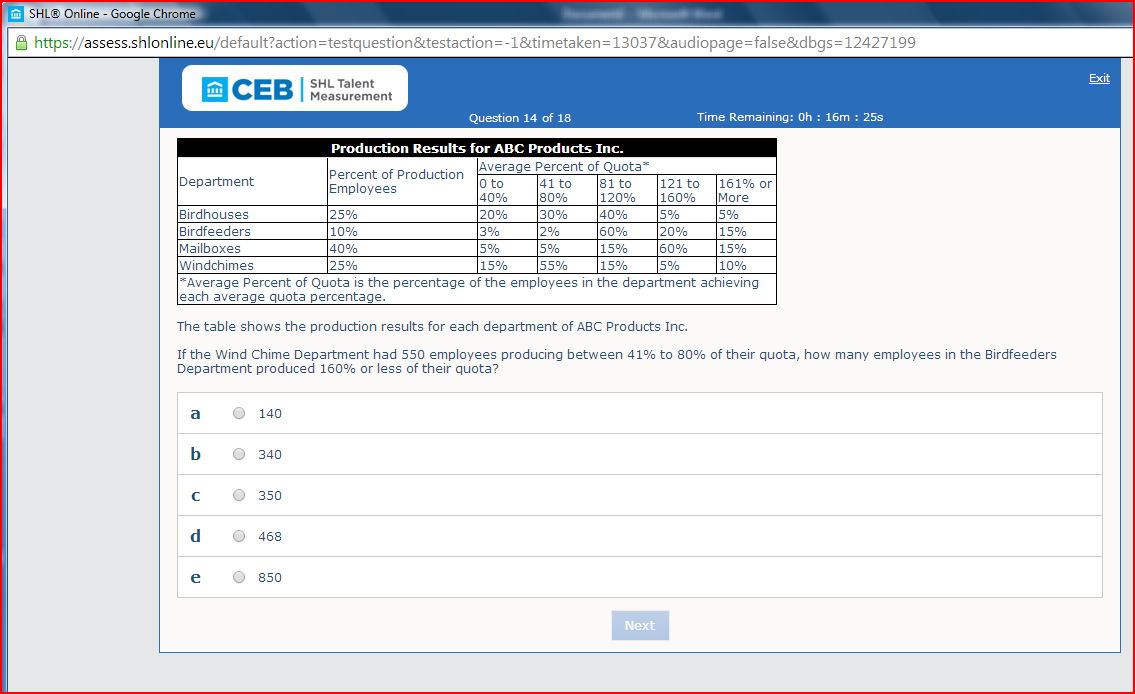 SHL® Online - Google Chrome
https://assess.shlonline.eu/default?action=testquestion&testaction=-1&timetaken=13037&audiopage=false&dbgs=12427199
CEB SHL Talent
Measurement
Exit
Question 14 of 18 Time Remaining: 0h : 16m : 25s
Production Results for ABC Products Inc.
Department Percent of Production Employees Average Percent of Quota*
0 to 40% 41 to 80% 81 to 120% 121 to 160% 161% or More
Birdhouses 25% 20% 30% 40% 5% 5%
Birdfeeders 10% 3% 2% 60% 20% 15%
Mailboxes 40% 5% 5% 15% 60% 15%
Windchimes 25% 15% 55% 15% 5% 10%
*Average Percent of Quota is the percentage of the employees in the department achieving
each average quota percentage.
The table shows the production results for each department of ABC Products Inc.
If the Wind Chime Department had 550 employees producing between 41% to 80% of their quota, how many employees in the Birdfeeders
Department produced 160% or less of their quota?
a 140
b 340
c 350
d 468
e 850
Next